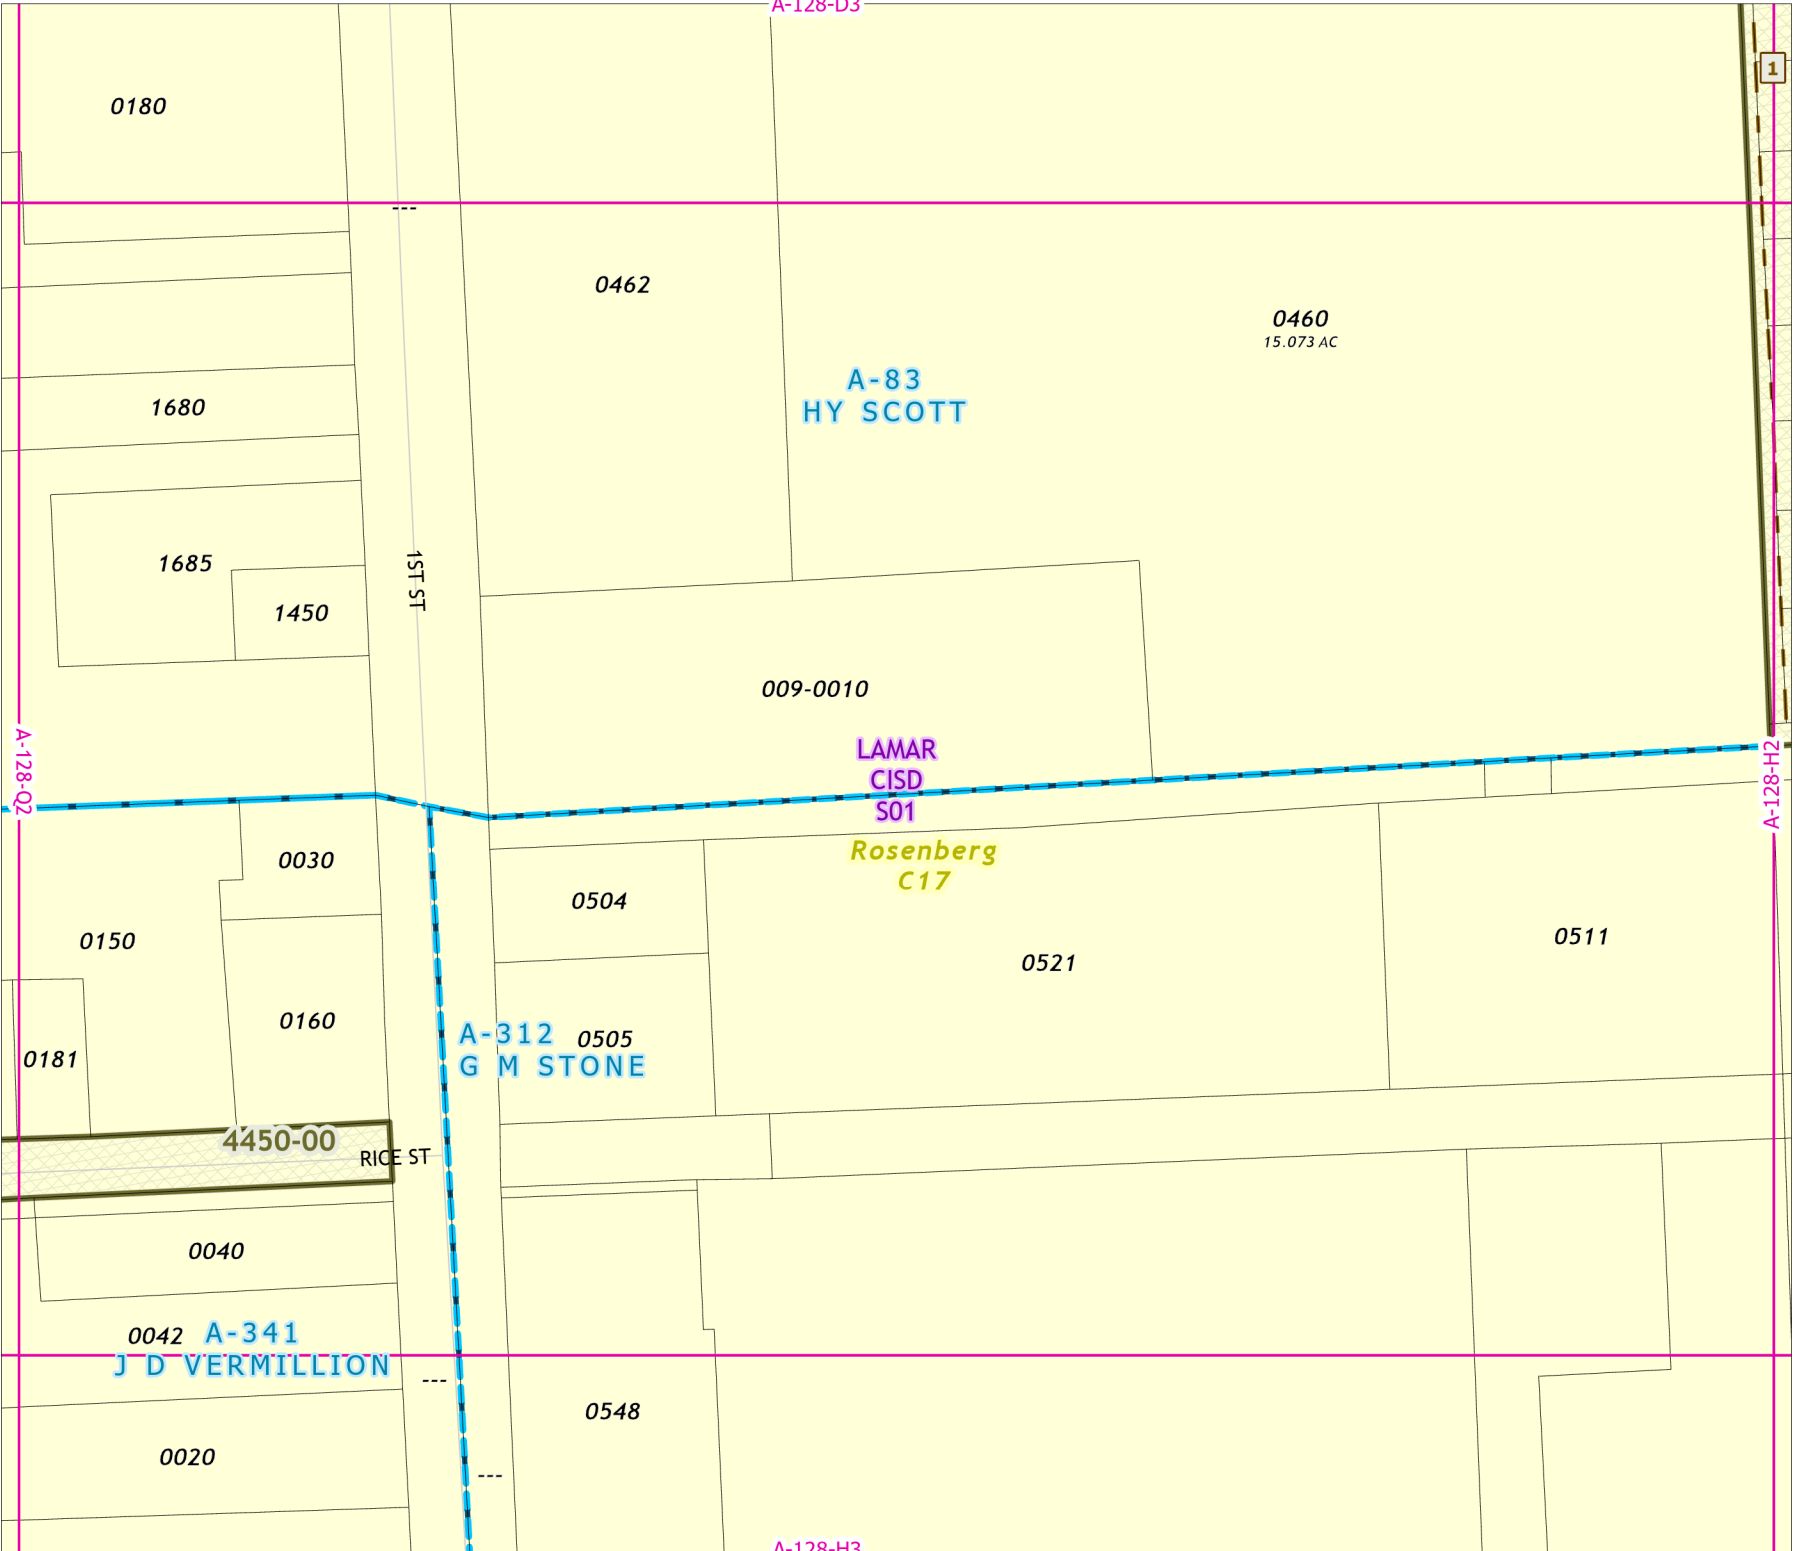 A-128-D3
1
0180
---
0462
0460
15.073 AC
A-83
HY SCOTT
1680
1685
1ST ST
1450
009-0010
LAMAR
CISD
S01
A-128-Q2
A-128-H2
Rosenberg
C17
0030
0504
0150
0521
0511
0160
A-312
G M STONE
0505
0181
4450-00
RICE ST
0040
0042
A-341
J D VERMILLION
---
0548
0020
---
A-128-H3